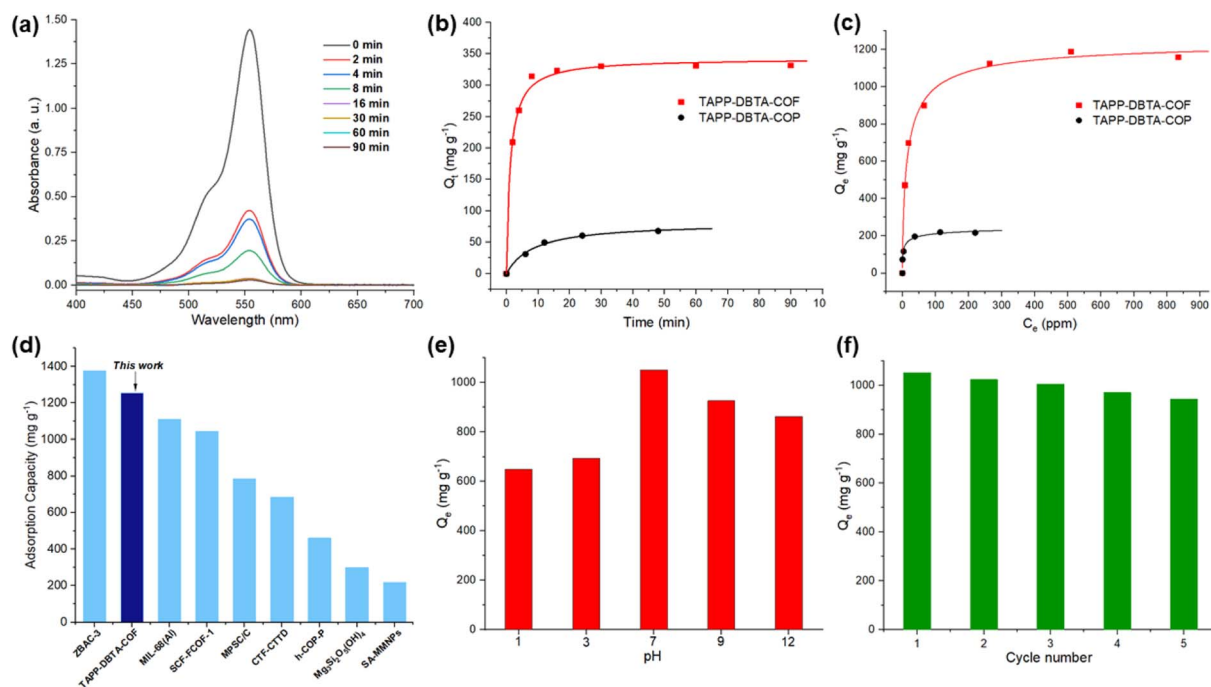 (a)
1.50
1.25
1.00
0.75
0.50
0.25
0.00
Absorbance (a. u.)
400 450 500 550 600 650 700
Wavelength (nm)
0 min
2 min
4 min
8 min
16 min
30 min
60 min
90 min
(b)
400
350
300
250
200
150
100
50
0
Qt (mg g-1)
0 10 20 30 40 50 60 70 80 90 10
Time (min)
TAPP-DBTA-COF
TAPP-DBTA-COP
(c)
1200
1000
800
600
400
200
0
Qe (mg g-1)
0 100 200 300 400 500 600 700 800 900
Ce (ppm)
TAPP-DBTA-COF
TAPP-DBTA-COP
(d)
1400
1200
1000
800
600
400
200
0
Adsorption Capacity (mg g-1)
This work
ZBAC-3
TAPP-DBTA-COF
MIL-68(Al)
SCF-FCOF-1
MPSC/C
CTF-CTTD
h-COP-P
Mg3Si2O5(OH)4
SA-MMNPs
(e)
1000
800
600
400
200
0
Qe (mg g-1)
1 3 7 9 12
pH
(f)
1000
800
600
400
200
0
Qe (mg g-1)
1 2 3 4 5
Cycle number